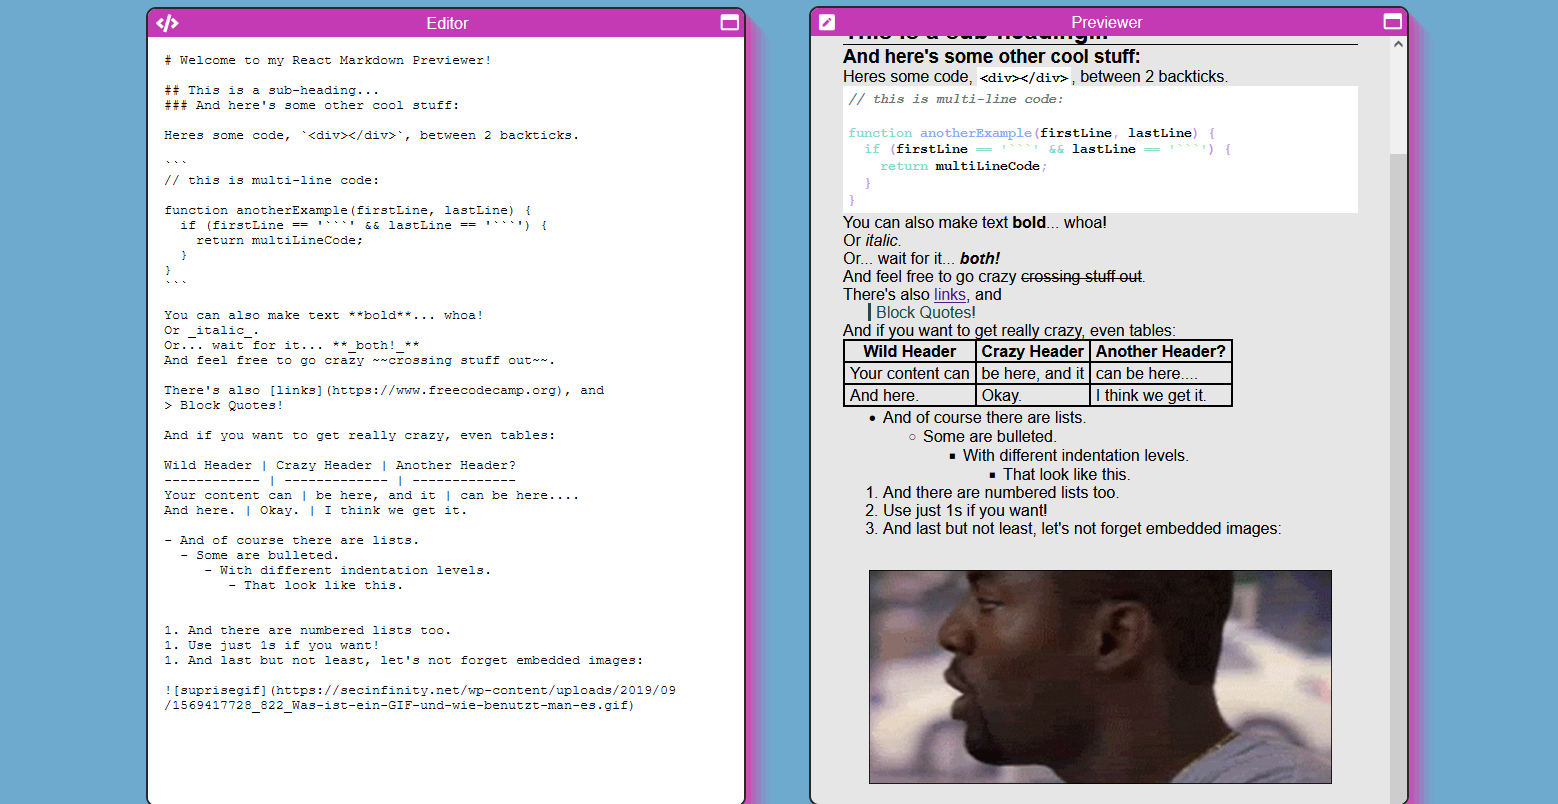 Editor
# Welcome to my React Markdown Previewer!
## This is a sub-heading...
### And here's some other cool stuff:
Heres some code, `<div></div>`, between 2 backticks.
```
// this is multi-line code:
function anotherExample(firstLine, lastLine) {
if (firstLine == '```' && lastLine == '```') {
return multiLineCode;
}
}
```
You can also make text **bold**... whoa!
Or _italic_.
Or... wait for it... **_both!_**
And feel free to go crazy ~~crossing stuff out~~.
There's also [links](https://www.freecodecamp.org), and
> Block Quotes!
And if you want to get really crazy, even tables:
Wild Header | Crazy Header | Another Header?
------------ | ------------- | -------------
Your content can | be here, and it | can be here....
And here. | Okay. | I think we get it.
- And of course there are lists.
- Some are bulleted.
- With different indentation levels.
- That look like this.
1. And there are numbered lists too.
1. Use just 1s if you want!
1. And last but not least, let's not forget embedded images:
![suprisegif](https://secinfinity.net/wp-content/uploads/2019/09
/1569417728_822_Was-ist-ein-GIF-und-wie-benutzt-man-es.gif)
Previewer
This is a sub-heading...
And here's some other cool stuff:
Heres some code, <div></div>, between 2 backticks.
// this is multi-line code:
function anotherExample(firstLine, lastLine) {
if (firstLine == '```' && lastLine == '```') {
return multiLineCode;
}
}
You can also make text bold... whoa!
Or italic.
Or... wait for it... both!
And feel free to go crazy crossing stuff out.
There's also links, and
Block Quotes!
And if you want to get really crazy, even tables:
Wild Header Crazy Header Another Header?
Your content can be here, and it can be here....
And here. Okay. I think we get it.
And of course there are lists.
Some are bulleted.
With different indentation levels.
That look like this.
1. And there are numbered lists too.
2. Use just 1s if you want!
3. And last but not least, let's not forget embedded images: